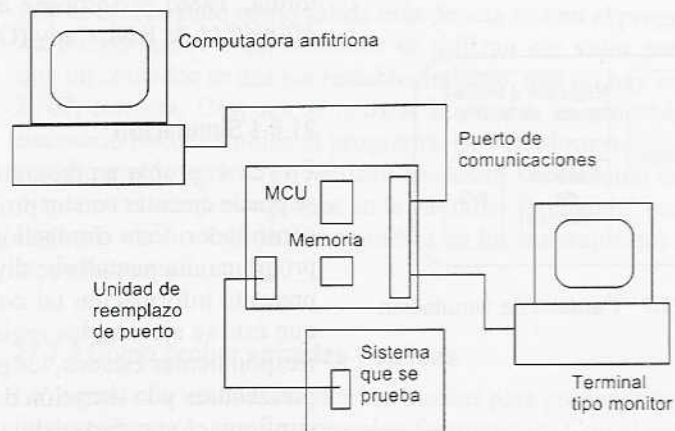 Computadora anfitriona
Puerto de
comunicaciones
MCU
Memoria
Unidad de
reemplazo
de puerto
Sistema
que se
prueba
Terminal
tipo monitor